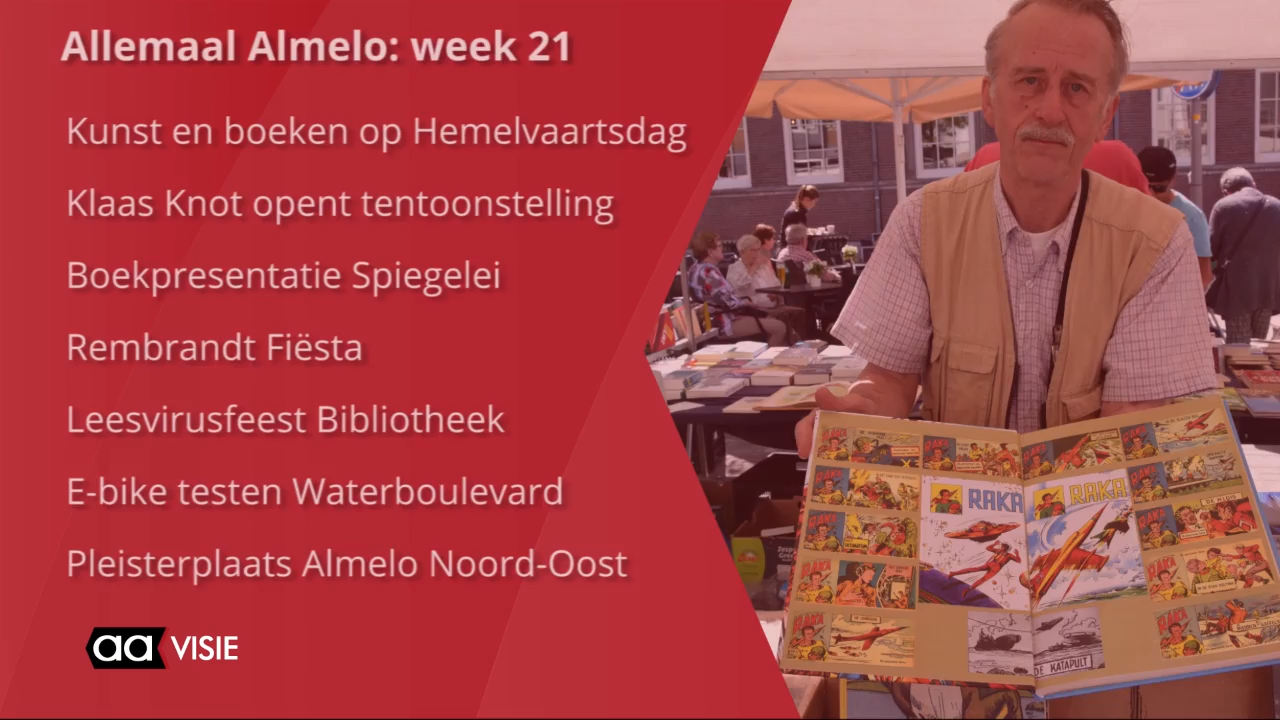 Allemaal Almelo: week 21
Kunst en boeken op Hemelvaartsdag
Klaas Knot opent tentoonstelling
Boekpresentatie Spiegelei
Rembrandt Fiësta
Leesvirusfeest Bibliotheek
E-bike testen Waterboulevard
Pleisterplaats Almelo Noord-Oost
aa VISIE
RAKA
RAKA
DE KATAPULT